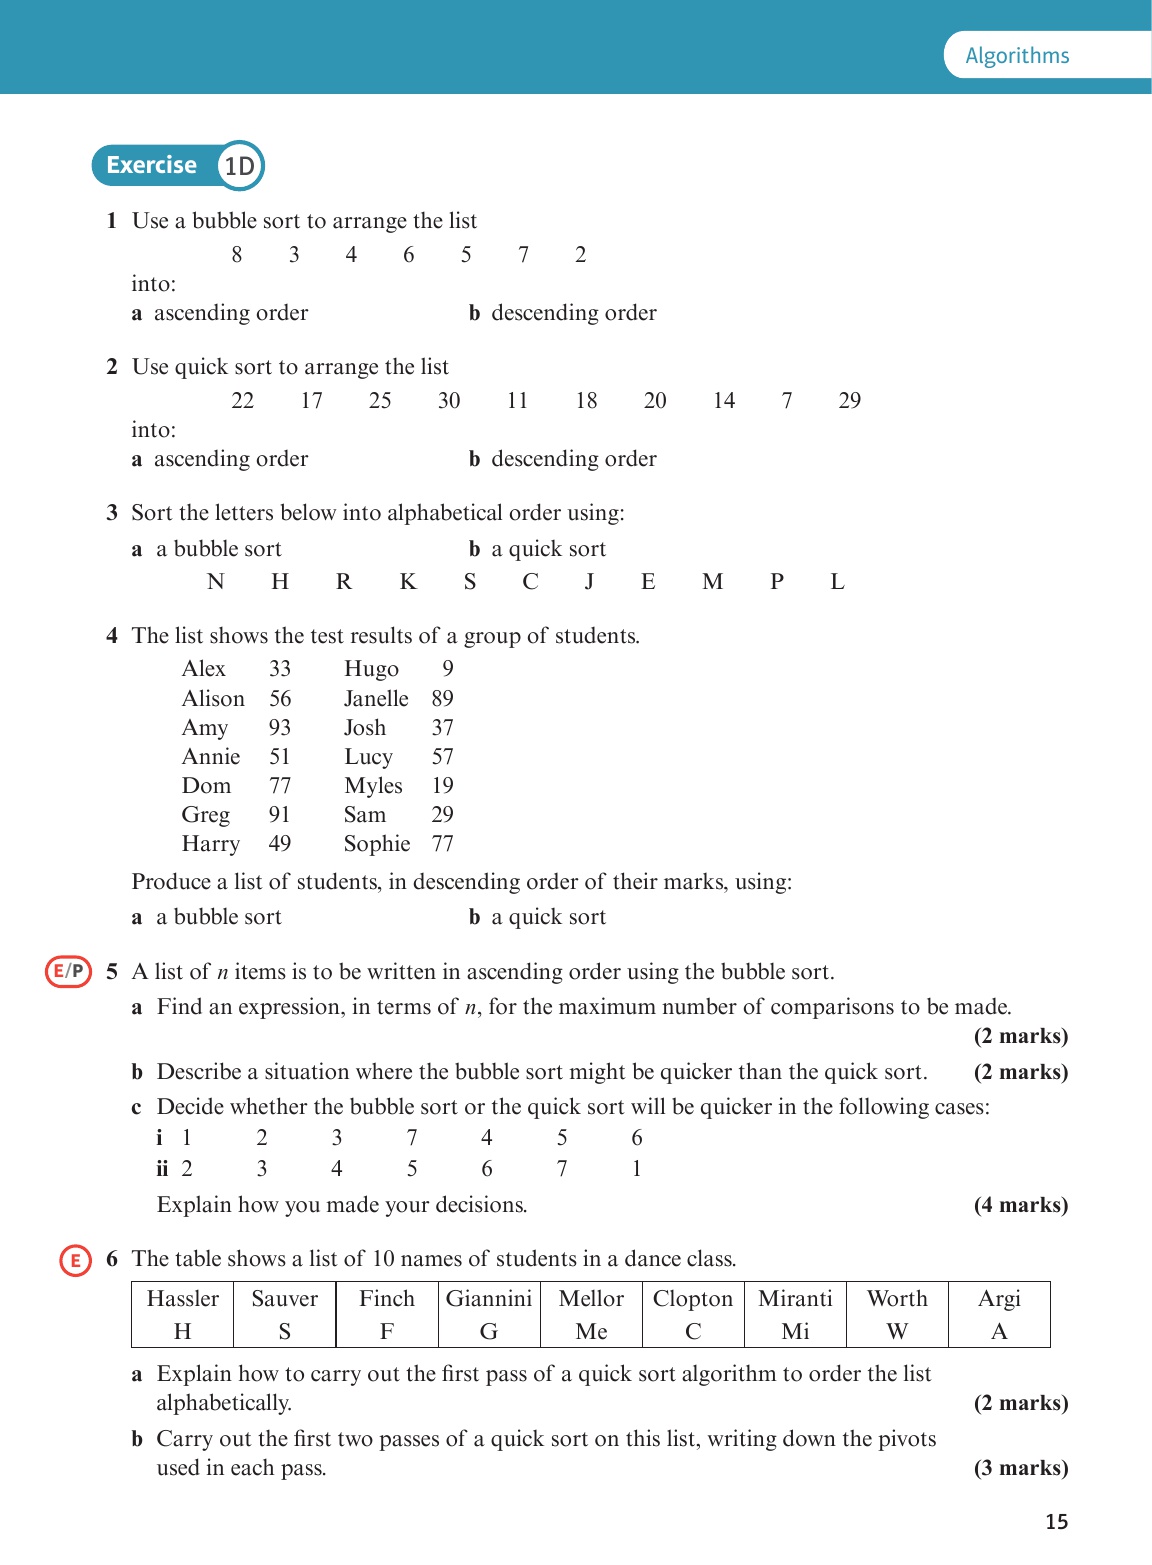 Algorithms
Exercise 1D
1 Use a bubble sort to arrange the list
8 3 4 6 5 7 2
into:
a ascending order b descending order
2 Use quick sort to arrange the list
22 17 25 30 11 18 20 14 7 29
into:
a ascending order b descending order
3 Sort the letters below into alphabetical order using:
a a bubble sort b a quick sort
N H R K S C J E M P L
4 The list shows the test results of a group of students.
Alex 33 Hugo 9
Alison 56 Janelle 89
Amy 93 Josh 37
Annie 51 Lucy 57
Dom 77 Myles 19
Greg 91 Sam 29
Harry 49 Sophie 77
Produce a list of students, in descending order of their marks, using:
a a bubble sort b a quick sort
E/P 5 A list of n items is to be written in ascending order using the bubble sort.
a Find an expression, in terms of n, for the maximum number of comparisons to be made.
(2 marks)
b Describe a situation where the bubble sort might be quicker than the quick sort. (2 marks)
c Decide whether the bubble sort or the quick sort will be quicker in the following cases:
i 1 2 3 7 4 5 6
ii 2 3 4 5 6 7 1
Explain how you made your decisions. (4 marks)
E 6 The table shows a list of 10 names of students in a dance class.
Hassler Sauver Finch Giannini Mellor Clopton Miranti Worth Argi
H S F G Me C Mi W A
a Explain how to carry out the first pass of a quick sort algorithm to order the list
alphabetically. (2 marks)
b Carry out the first two passes of a quick sort on this list, writing down the pivots
used in each pass. (3 marks)
15